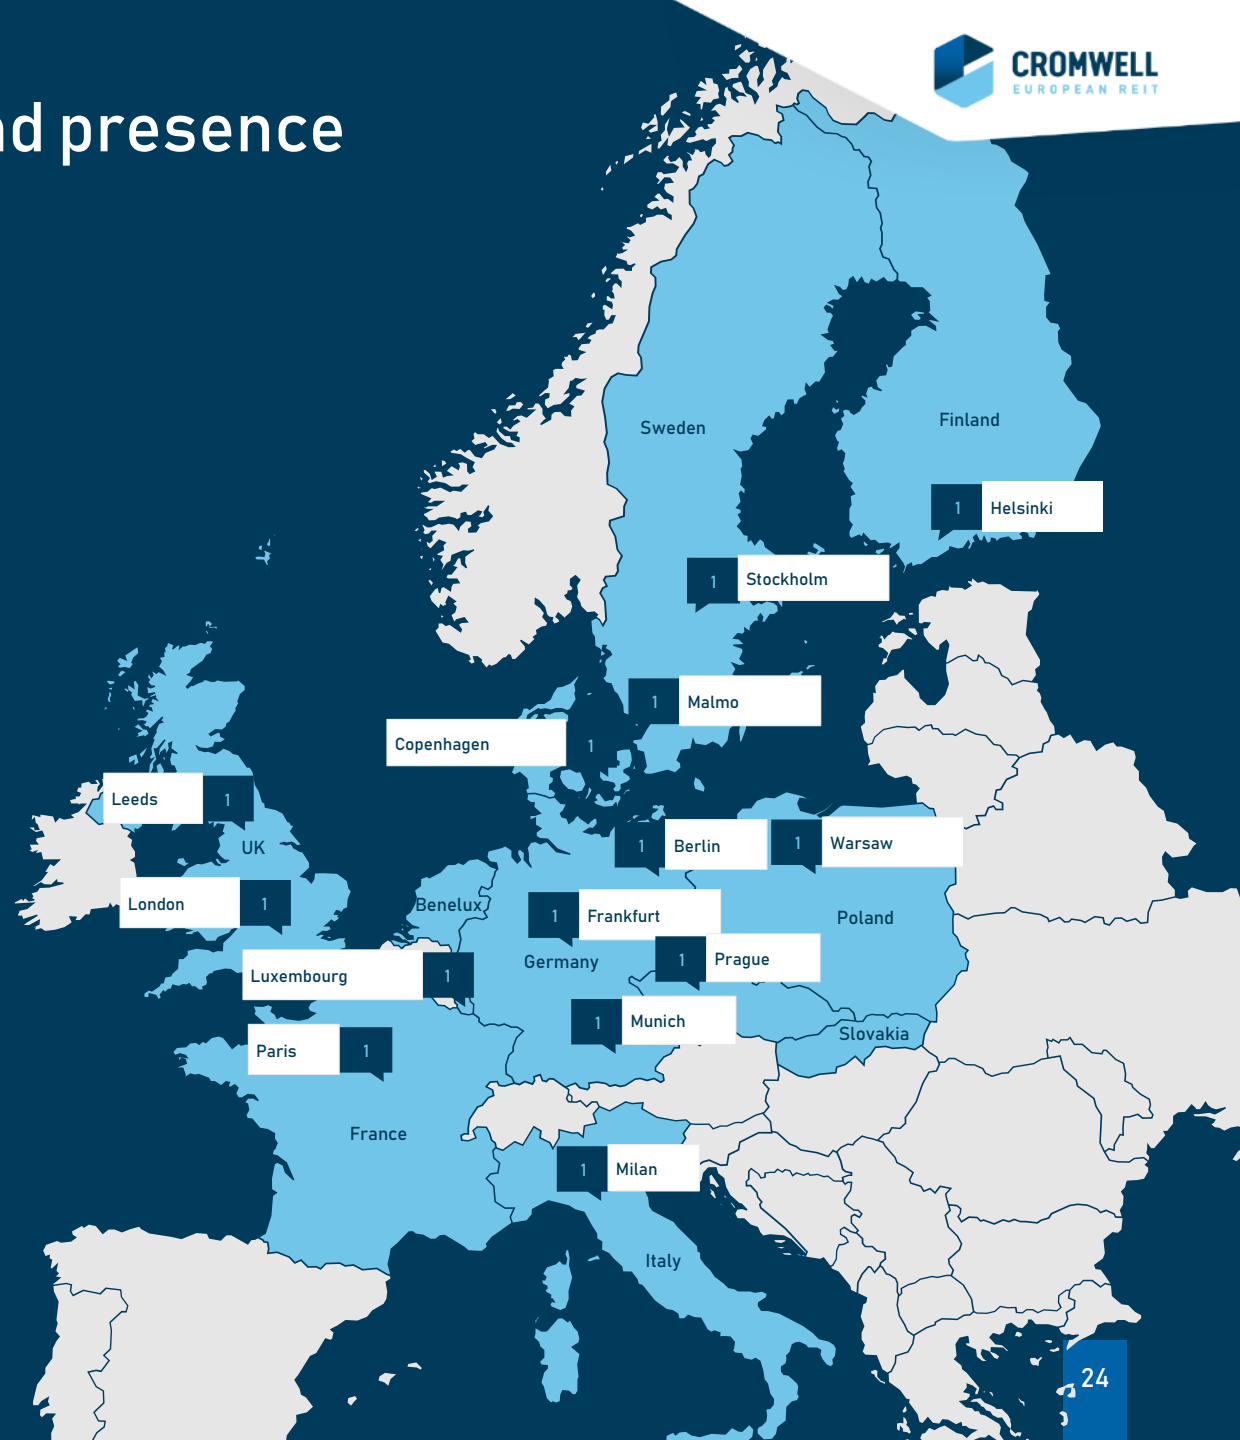 CROMWELL
EUROPEAN REIT
nd presence
Sweden
Finland
1 Helsinki
1 Stockholm
1 Malmo
Copenhagen 1
Leeds 1
UK
1 Berlin
1 Warsaw
London 1
Benelux
1 Frankfurt
Poland
Germany
1 Prague
Luxembourg 1
1 Munich
Slovakia
Paris 1
France
1 Milan
Italy
24